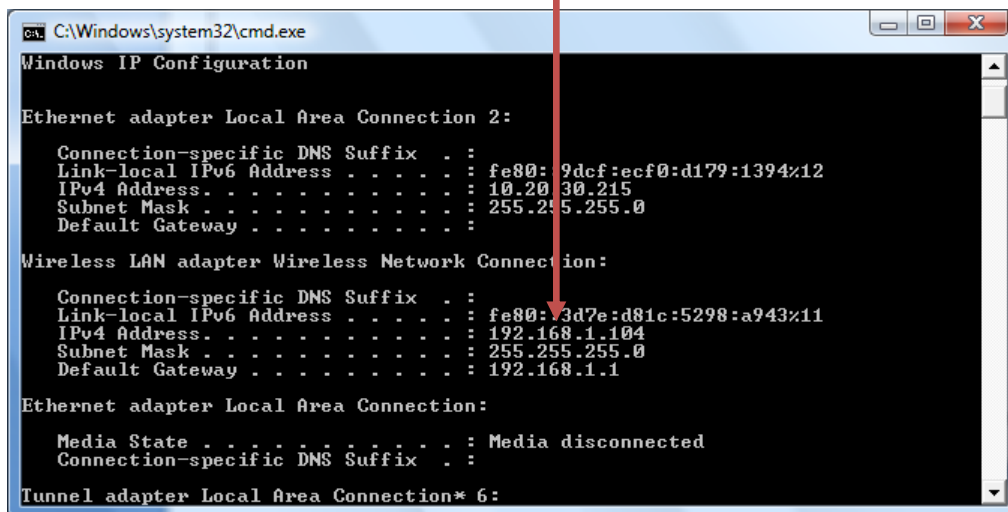 C:\Windows\system32\cmd.exe
Windows IP Configuration
Ethernet adapter Local Area Connection 2:
Connection-specific DNS Suffix . :
Link-local IPv6 Address . . . . . : fe80::9dcf:ecf0:d179:1394%12
IPv4 Address. . . . . . . . . . . : 10.20.30.215
Subnet Mask . . . . . . . . . . . : 255.255.255.0
Default Gateway . . . . . . . . . :
Wireless LAN adapter Wireless Network Connection:
Connection-specific DNS Suffix . :
Link-local IPv6 Address . . . . . : fe80::3d7e:d81c:5298:a943%11
IPv4 Address. . . . . . . . . . . : 192.168.1.104
Subnet Mask . . . . . . . . . . . : 255.255.255.0
Default Gateway . . . . . . . . . : 192.168.1.1
Ethernet adapter Local Area Connection:
Media State . . . . . . . . . . . : Media disconnected
Connection-specific DNS Suffix . :
Tunnel adapter Local Area Connection* 6: